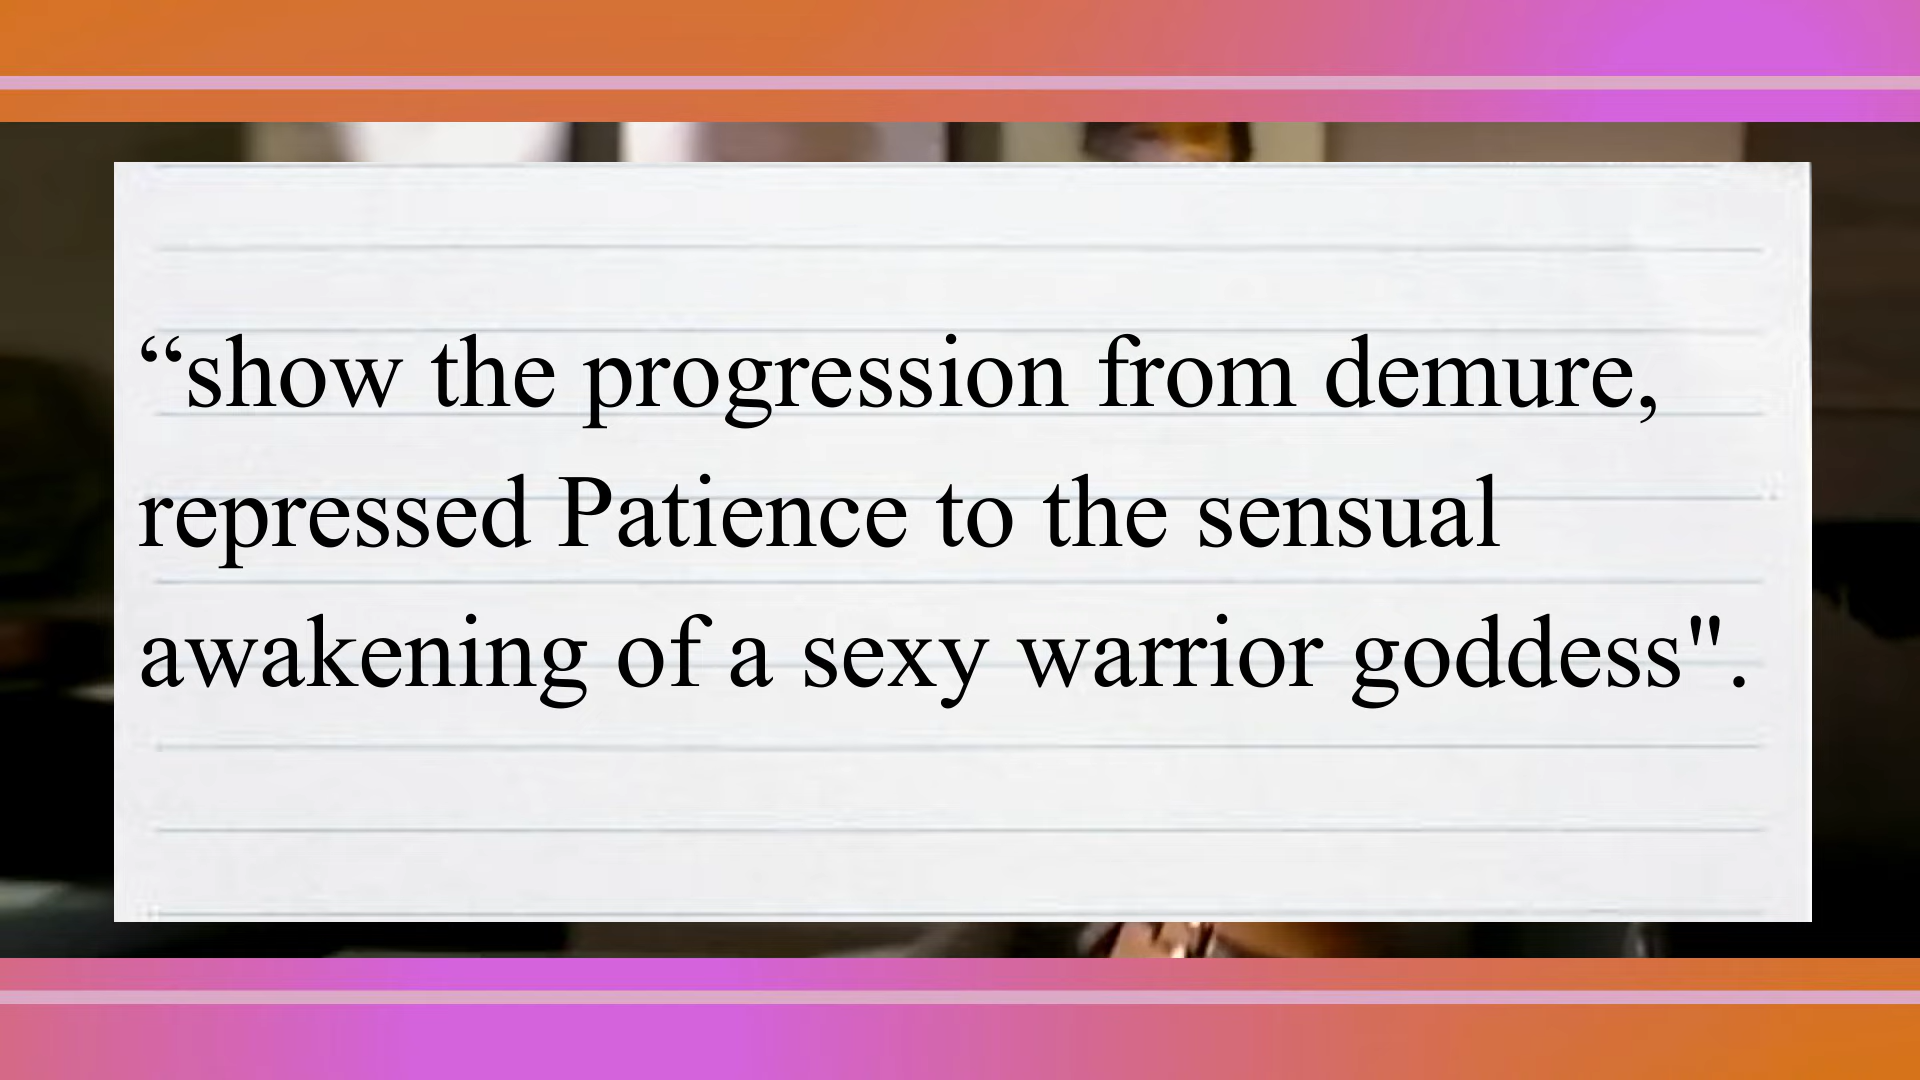 “show the progression from demure,
repressed Patience to the sensual
awakening of a sexy warrior goddess".